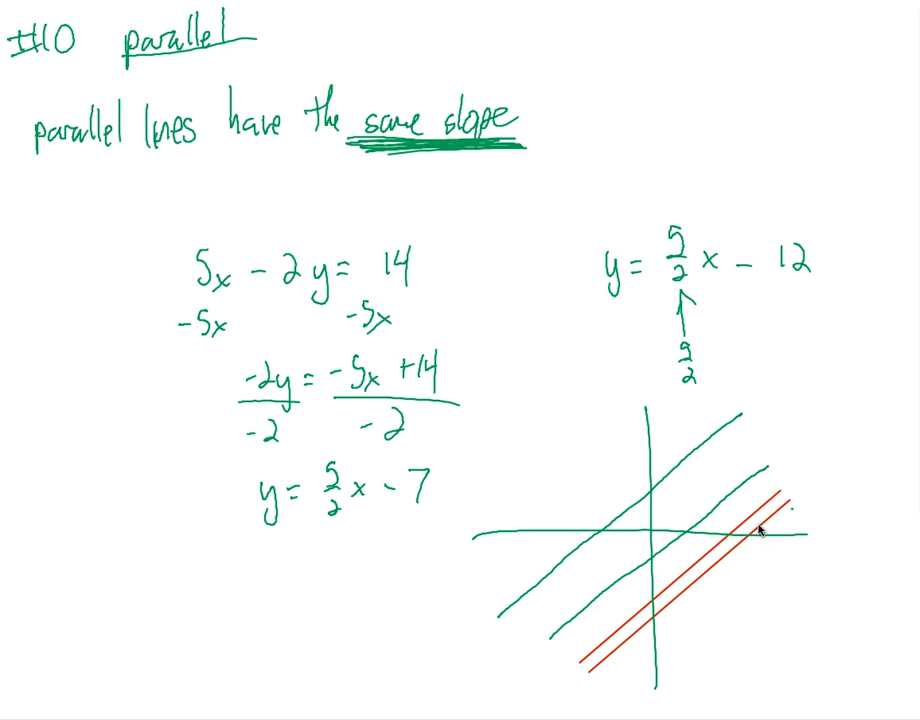 #10 parallel
parallel lines have the same slope
5x - 2y = 14
-5x -5x
-2y = -5x + 14
-2 -2
y = 5/2 x - 7
y = 5/2 x - 12
5/2